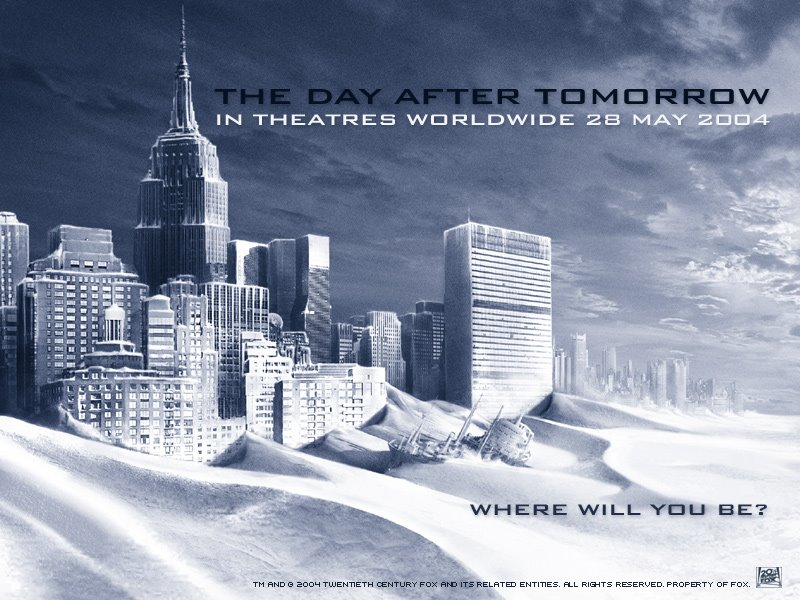 THE DAY AFTER TOMORROW
IN THEATRES WORLDWIDE 28 MAY 2004
WHERE WILL YOU BE?
TM AND © 2004 TWENTIETH CENTURY FOX AND ITS RELATED ENTITIES. ALL RIGHTS RESERVED. PROPERTY OF FOX.